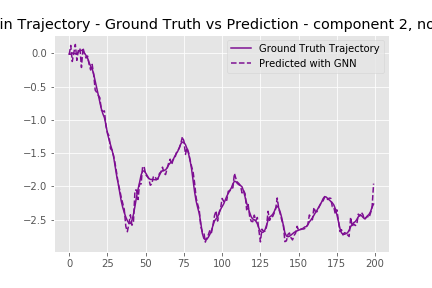 in Trajectory - Ground Truth vs Prediction - component 2, no
Ground Truth Trajectory
Predicted with GNN
0.0
−0.5
−1.0
−1.5
−2.0
−2.5
0 25 50 75 100 125 150 175 200